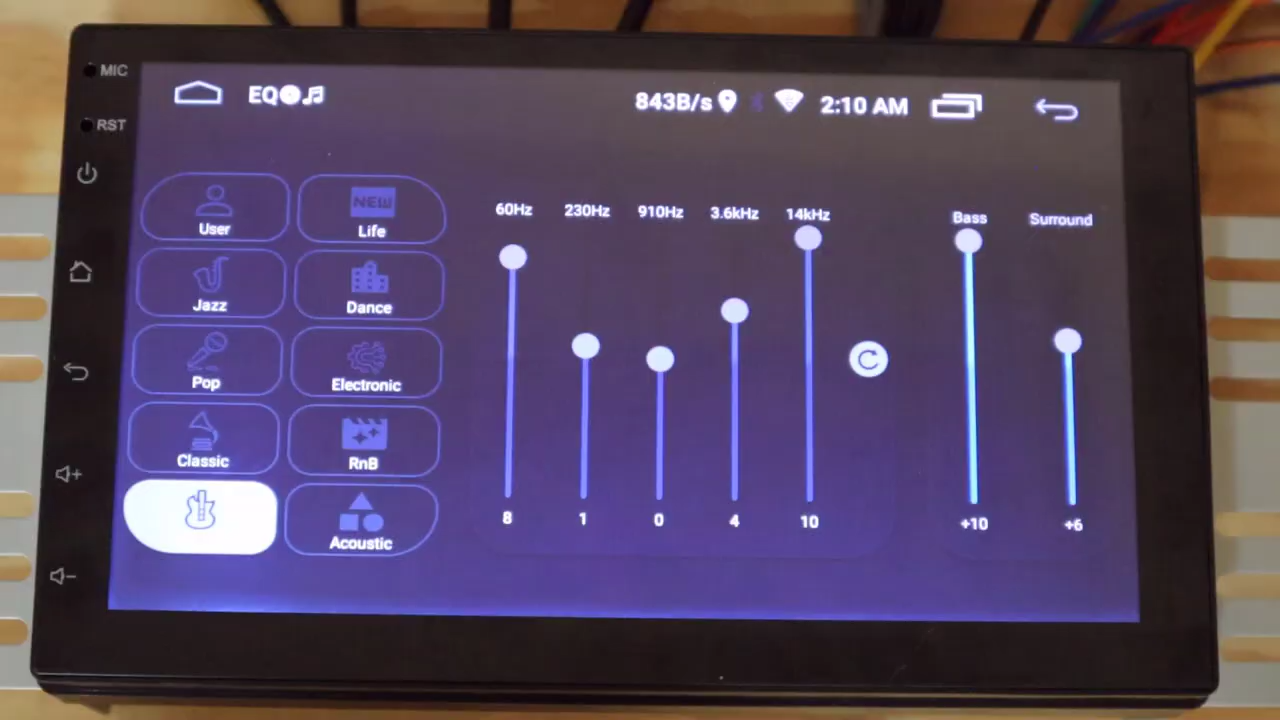 MIC
RST
EQ
843B/s 2:10 AM
User
NEW
Life
Jazz
Dance
Pop
Electronic
Classic
RnB
Acoustic
60Hz 230Hz 910Hz 3.6kHz 14kHz
8 1 0 4 10
Bass Surround
+10 +6